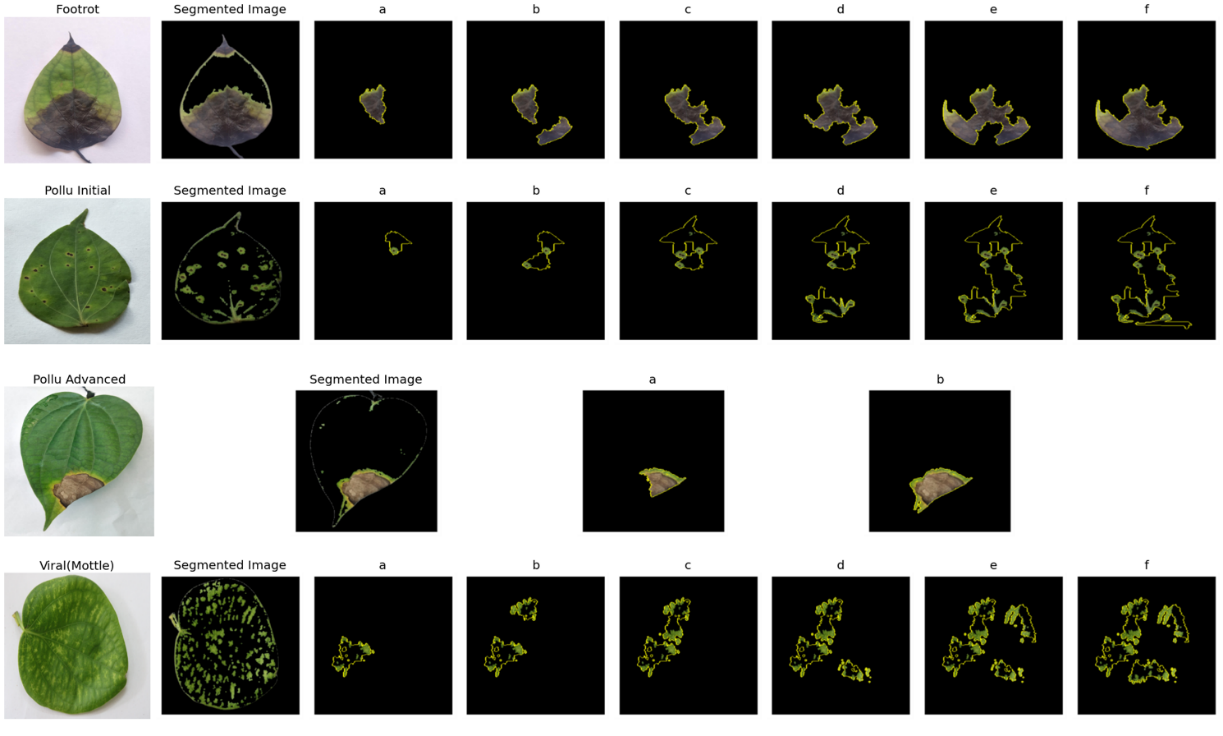 Footrot Segmented Image a b c d e f
Pollu Initial Segmented Image a b c d e f
Pollu Advanced Segmented Image a b
Viral(Mottle) Segmented Image a b c d e f